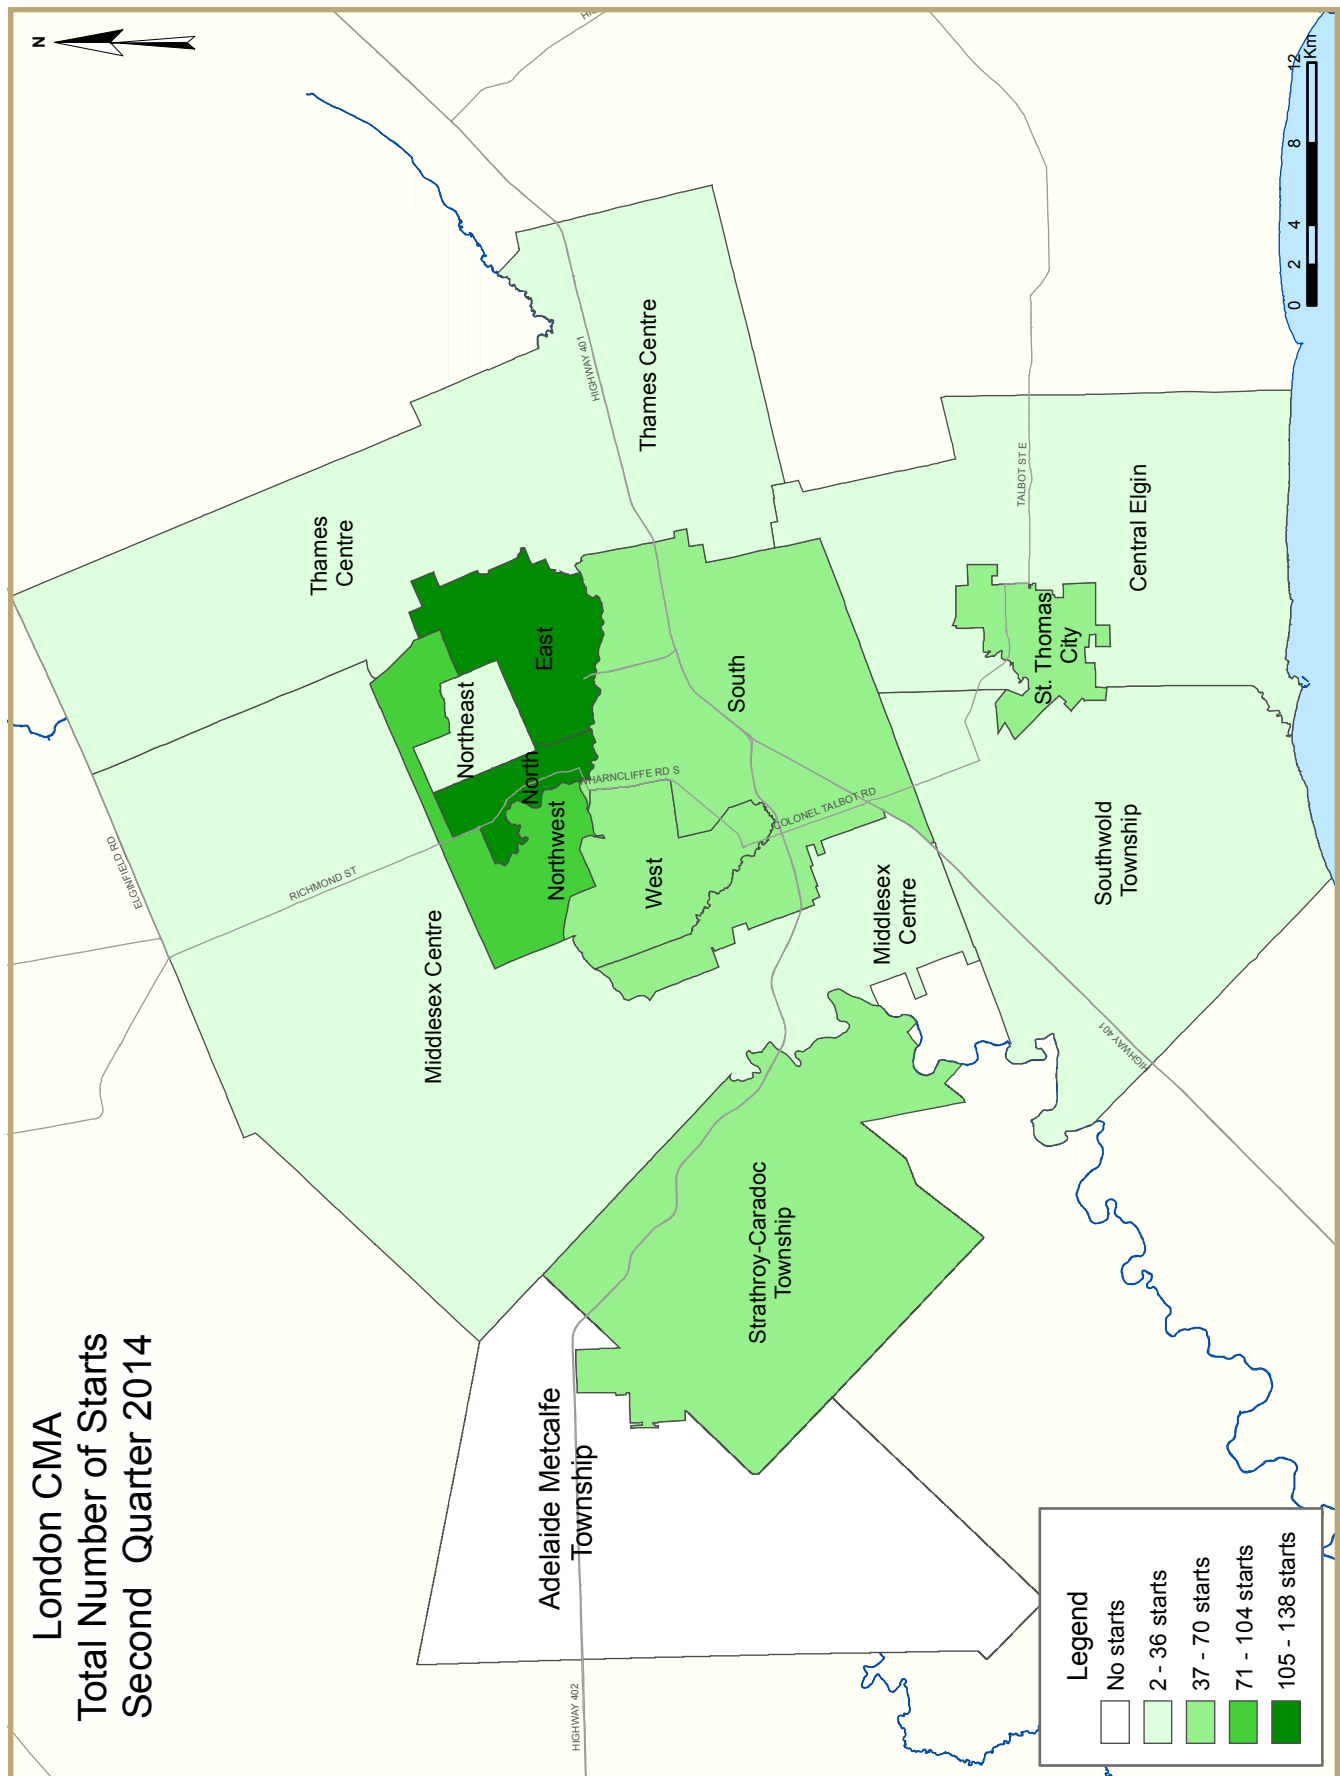 London CMA
Total Number of Starts
Second Quarter 2014
N
ELGINFIELD RD
RICHMOND ST
Thames
Centre
Middlesex Centre
Northeast
East
North
Northwest
HIGHWAY 401
Thames Centre
WHARNCLIFFE RD S
South
West
COLONEL TALBOT RD
Middlesex
Centre
Adelaide Metcalfe
Township
HIGHWAY 402
Strathroy-Caradoc
Township
TALBOT ST E
St. Thomas
City
Central Elgin
Southwold
Township
HIGHWAY 401
Legend
No starts
2 - 36 starts
37 - 70 starts
71 - 104 starts
105 - 138 starts
0 2 4 8 12
Km